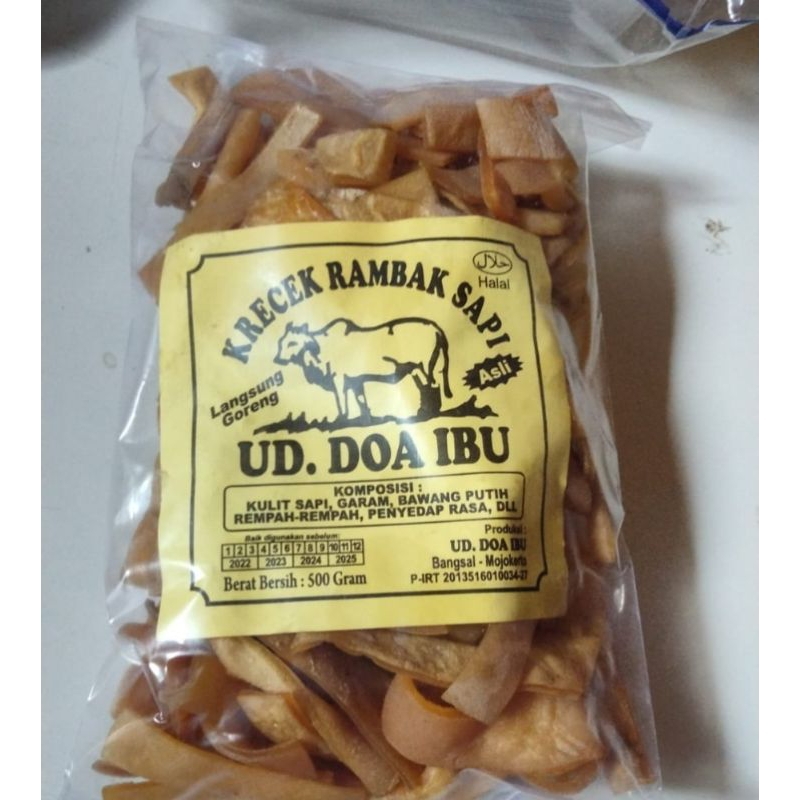 حلال
Halal
KRECEK RAMBAK SAPI
Asli
Langsung
Goreng
UD. DOA IBU
KOMPOSISI :
KULIT SAPI, GARAM, BAWANG PUTIH
REMPAH-REMPAH, PENYEDAP RASA, DLL
Baik digunakan sebelum:
1 2 3 4 5 6 7 8 9 10 11 12
2022 2023 2024 2025
Berat Bersih : 500 Gram
Produksi :
UD. DOA IBU
Bangsal - Mojokerto
P-IRT 2013516010034-27